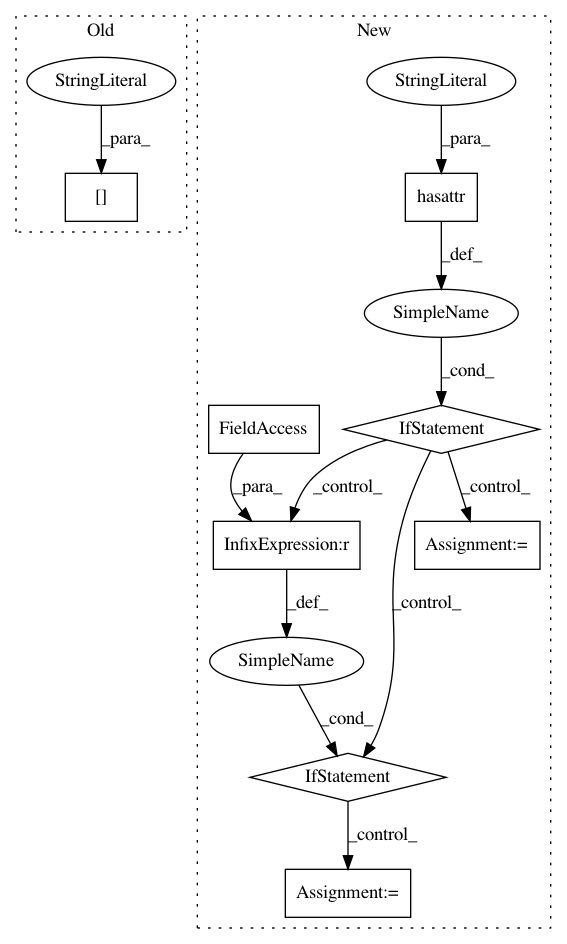 Old
New
StringLiteral
StringLiteral
_para_
_para_
[]
hasattr
_def_
SimpleName
_cond_
FieldAccess
IfStatement
_para_
_control_
_control_
InfixExpression:r
Assignment:=
_def_
_control_
SimpleName
_cond_
IfStatement
_control_
Assignment:=